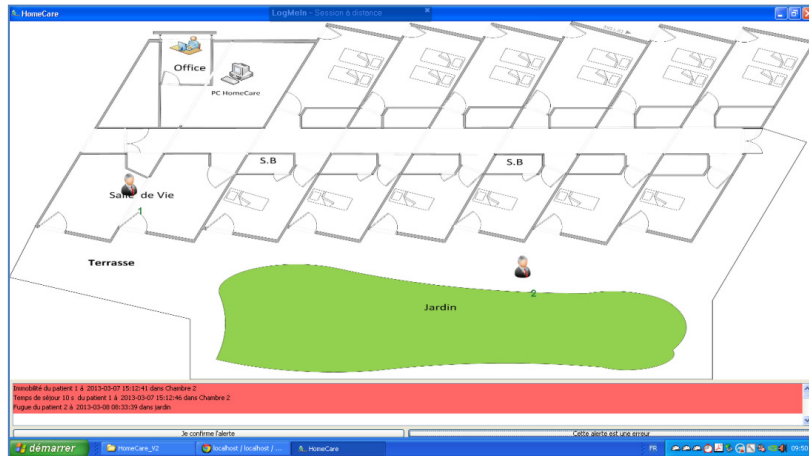 HomeCare
LogMeIn - Session à distance
Office
PC HomeCare
S.B
S.B
Salle de Vie
1
Terrasse
2
Jardin
Immobilité du patient 1 à 2013-03-07 15:12:41 dans Chambre 2
Temps de séjour 10 s du patient 1 à 2013-03-07 15:12:46 dans Chambre 2
Fugue du patient 2 à 2013-03-08 08:33:39 dans jardin
Je confirme l'alerte
Cette alerte est une erreur
démarrer
HomeCare_V2
localhost / localhost / ...
HomeCare
FR
09:50